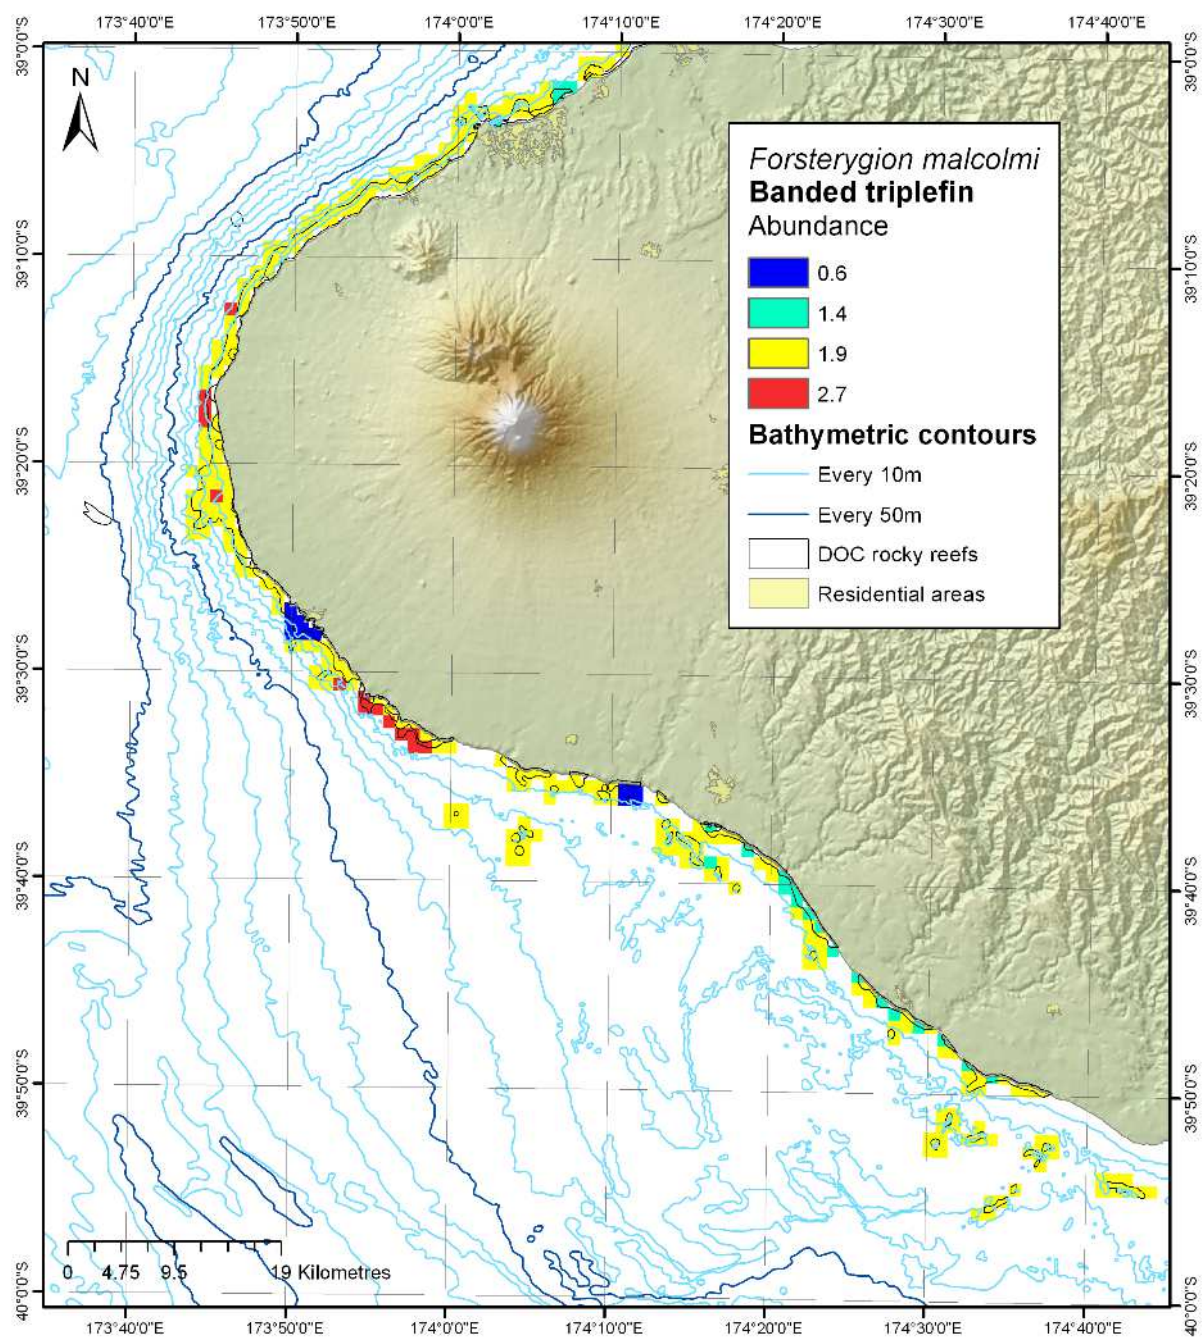 173°40'0"E 173°50'0"E 174°0'0"E 174°10'0"E 174°20'0"E 174°30'0"E 174°40'0"E
39°0'0"S
39°0'0"S
N
Forsterygion malcolmi
Banded triplefin
Abundance
0.6
1.4
1.9
2.7
Bathymetric contours
Every 10m
Every 50m
DOC rocky reefs
Residential areas
39°10'0"S
39°10'0"S
39°20'0"S
39°20'0"S
39°30'0"S
39°30'0"S
39°40'0"S
39°40'0"S
39°50'0"S
39°50'0"S
0 4.75 9.5 19 Kilometres
40°0'0"S
40°0'0"S
173°40'0"E 173°50'0"E 174°0'0"E 174°10'0"E 174°20'0"E 174°30'0"E 174°40'0"E